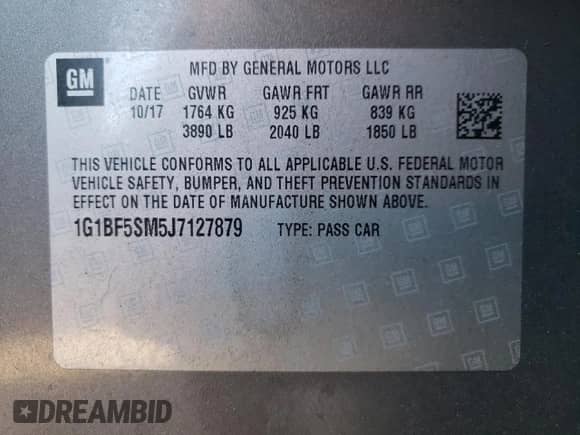 GM
MFD BY GENERAL MOTORS LLC
DATE GVWR GAWR FRT GAWR RR
10/17 1764 KG 925 KG 839 KG
3890 LB 2040 LB 1850 LB
THIS VEHICLE CONFORMS TO ALL APPLICABLE U.S. FEDERAL MOTOR
VEHICLE SAFETY, BUMPER, AND THEFT PREVENTION STANDARDS IN
EFFECT ON THE DATE OF MANUFACTURE SHOWN ABOVE.
1G1BF5SM5J7127879 TYPE: PASS CAR
DREAMBID